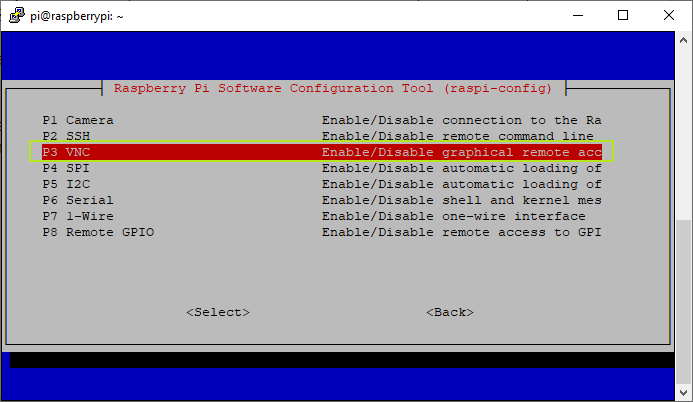 pi@raspberrypi: ~
Raspberry Pi Software Configuration Tool (raspi-config)
P1 Camera Enable/Disable connection to the Ra
P2 SSH Enable/Disable remote command line
P3 VNC Enable/Disable graphical remote acc
P4 SPI Enable/Disable automatic loading of
P5 I2C Enable/Disable automatic loading of
P6 Serial Enable/Disable shell and kernel mes
P7 1-Wire Enable/Disable one-wire interface
P8 Remote GPIO Enable/Disable remote access to GPI
<Select> <Back>